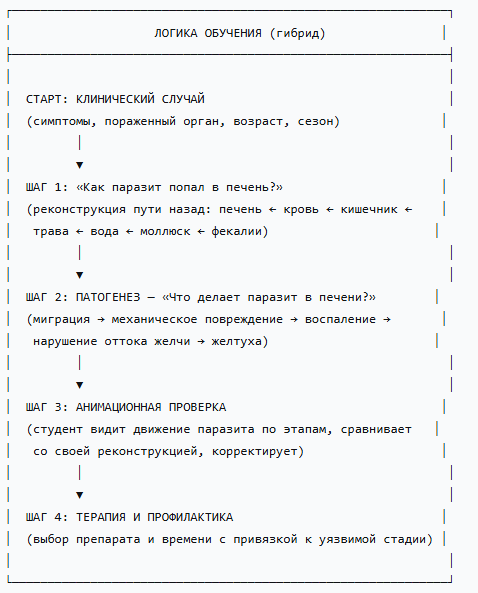 ЛОГИКА ОБУЧЕНИЯ (гибрид)
СТАРТ: КЛИНИЧЕСКИЙ СЛУЧАЙ
(симптомы, пораженный орган, возраст, сезон)
▼
ШАГ 1: «Как паразит попал в печень?»
(реконструкция пути назад: печень ← кровь ← кишечник ←
трава ← вода ← моллюск ← фекалии)
▼
ШАГ 2: ПАТОГЕНЕЗ — «Что делает паразит в печени?»
(миграция → механическое повреждение → воспаление →
нарушение оттока желчи → желтуха)
▼
ШАГ 3: АНИМАЦИОННАЯ ПРОВЕРКА
(студент видит движение паразита по этапам, сравнивает
со своей реконструкцией, корректирует)
▼
ШАГ 4: ТЕРАПИЯ И ПРОФИЛАКТИКА
(выбор препарата и времени с привязкой к уязвимой стадии)